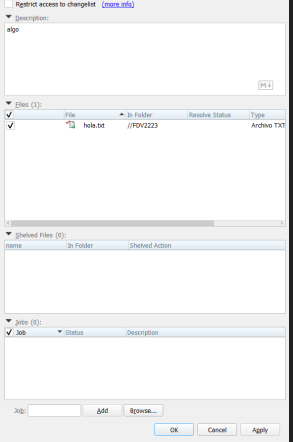 Restrict access to changelist (more info)
Description:
algo
M↓
Files (1):
File In Folder Resolve Status Type
hola.txt //FDV2223 Archivo TXT
Shelved Files (0):
name In Folder Shelved Action
Jobs (0):
Job Status Description
Job: Add Browse...
OK Cancel Apply